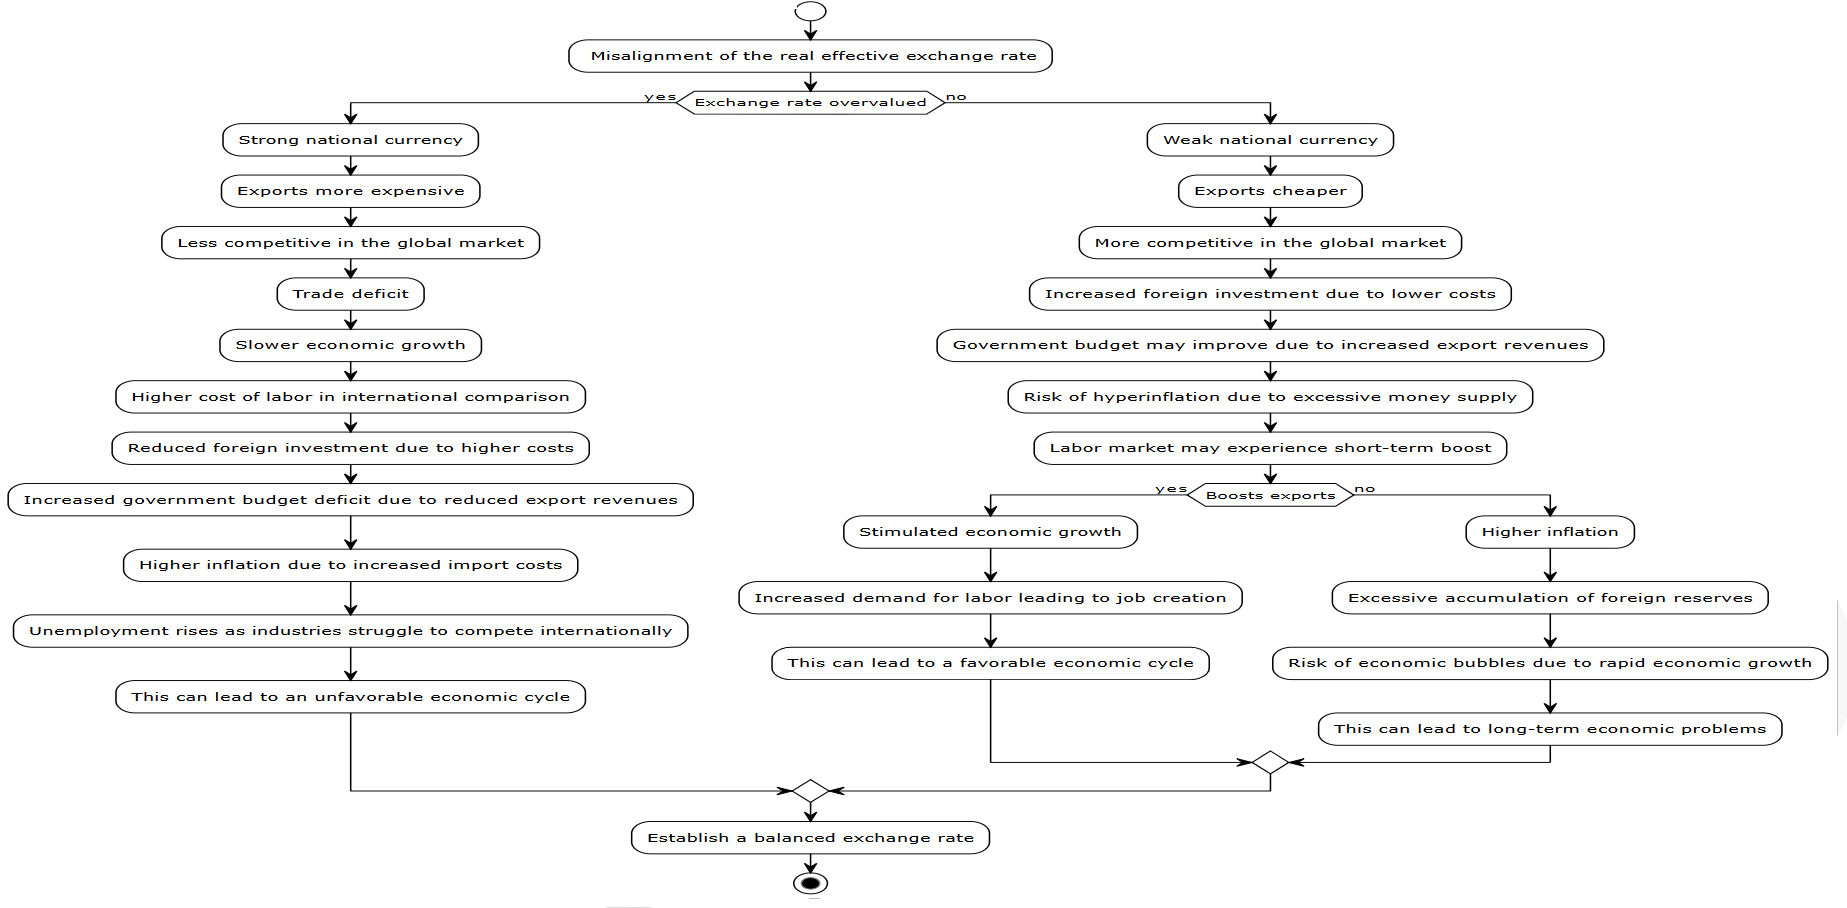 Misalignment of the real effective exchange rate
yes
Exchange rate overvalued
no
Strong national currency
Exports more expensive
Less competitive in the global market
Trade deficit
Slower economic growth
Higher cost of labor in international comparison
Reduced foreign investment due to higher costs
Increased government budget deficit due to reduced export revenues
Higher inflation due to increased import costs
Unemployment rises as industries struggle to compete internationally
This can lead to an unfavorable economic cycle
Weak national currency
Exports cheaper
More competitive in the global market
Increased foreign investment due to lower costs
Government budget may improve due to increased export revenues
Risk of hyperinflation due to excessive money supply
Labor market may experience short-term boost
yes
Boosts exports
no
Stimulated economic growth
Increased demand for labor leading to job creation
This can lead to a favorable economic cycle
Higher inflation
Excessive accumulation of foreign reserves
Risk of economic bubbles due to rapid economic growth
This can lead to long-term economic problems
Establish a balanced exchange rate